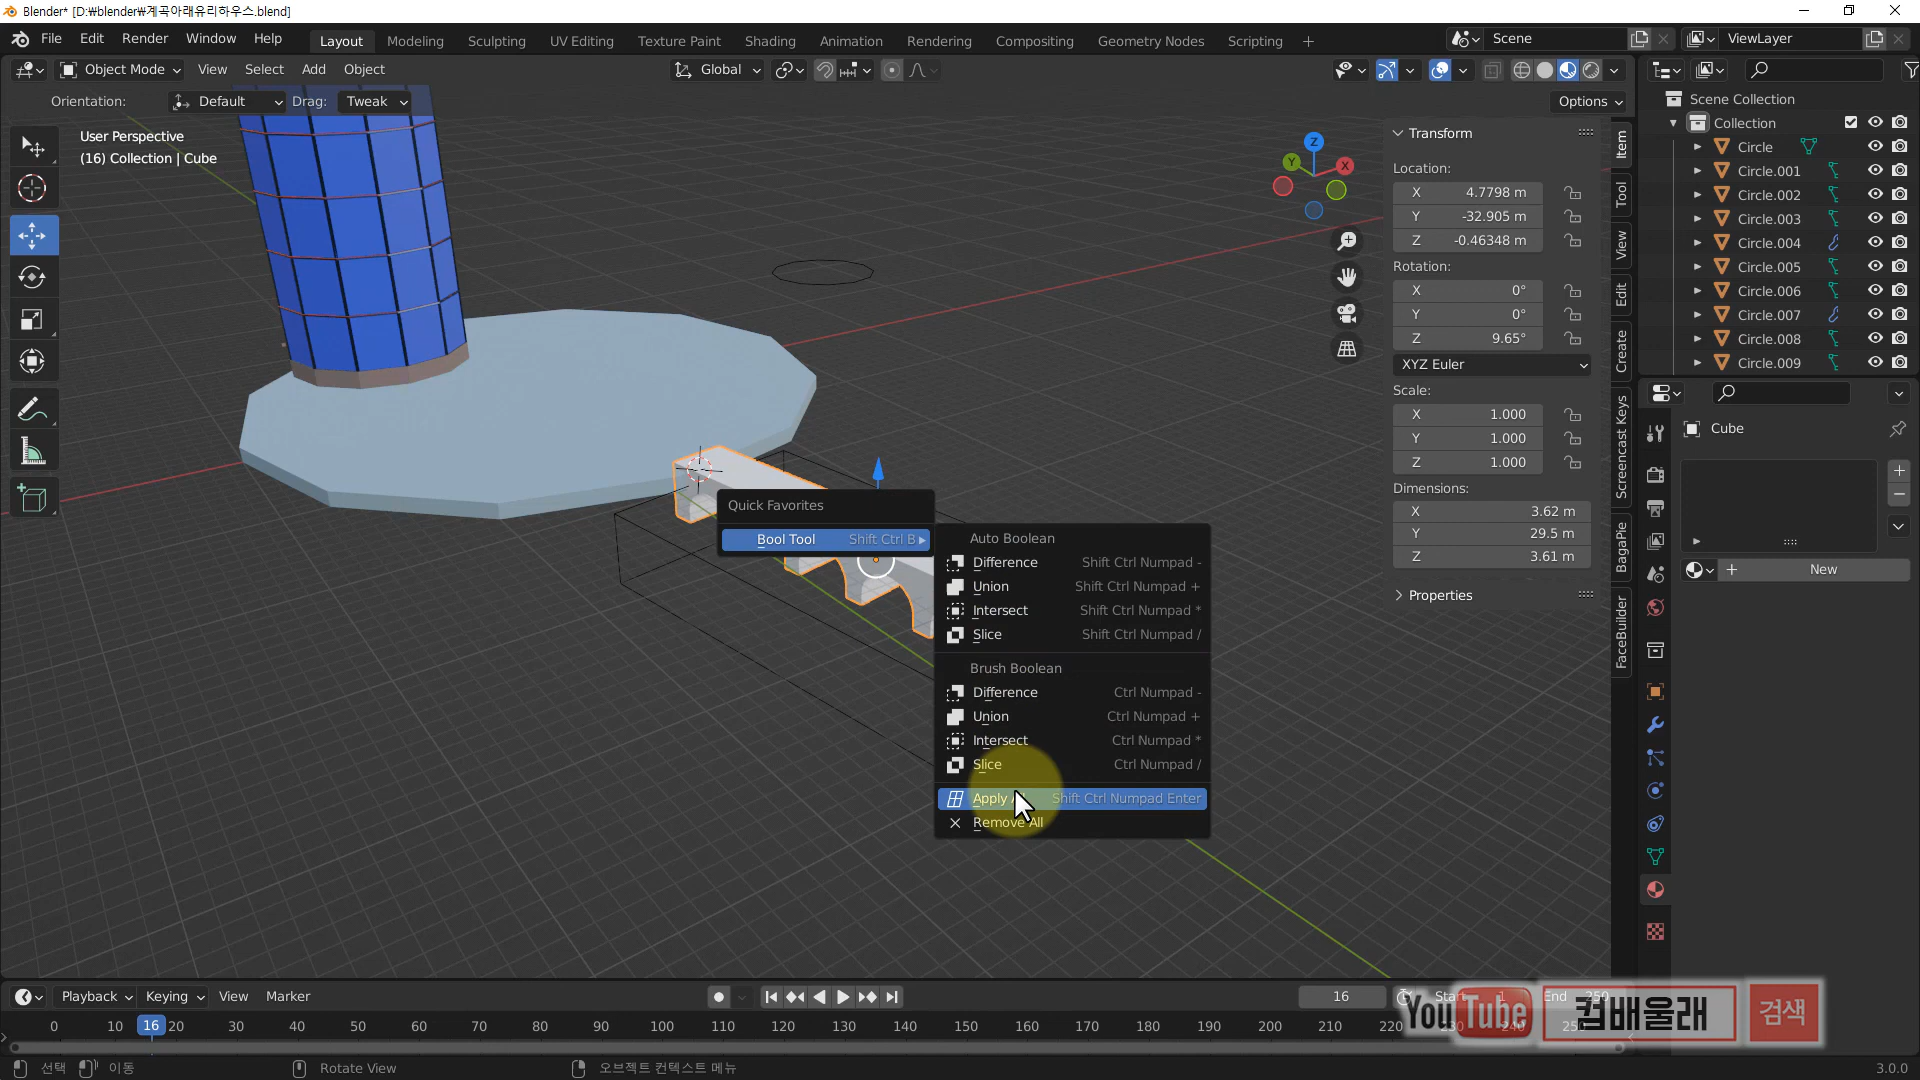 Blender* [D:₩blender₩계곡아래유리하우스.blend]
File Edit Render Window Help Layout Modeling Sculpting UV Editing Texture Paint Shading Animation Rendering Compositing Geometry Nodes Scripting + Scene ViewLayer
Object Mode View Select Add Object Global
Orientation: Default Drag: Tweak Options
User Perspective
(16) Collection | Cube
Z
Y
X
Transform
Location:
X 4.7798 m
Y -32.905 m
Z -0.46348 m
Rotation:
X 0°
Y 0°
Z 9.65°
XYZ Euler
Scale:
X 1.000
Y 1.000
Z 1.000
Dimensions:
X 3.62 m
Y 29.5 m
Z 3.61 m
Properties
Item
Tool
View
Edit
Create
Screencast Keys
BagaPie
FaceBuilder
Scene Collection
Collection
Circle
Circle.001
Circle.002
Circle.003
Circle.004
Circle.005
Circle.006
Circle.007
Circle.008
Circle.009
Cube
New
Quick Favorites
Bool Tool Shift Ctrl B
Auto Boolean
Difference Shift Ctrl Numpad -
Union Shift Ctrl Numpad +
Intersect Shift Ctrl Numpad *
Slice Shift Ctrl Numpad /
Brush Boolean
Difference Ctrl Numpad -
Union Ctrl Numpad +
Intersect Ctrl Numpad *
Slice Ctrl Numpad /
Apply Shift Ctrl Numpad Enter
Remove All
Playback Keying View Marker 16 Start 1 End 250
0 10 16 20 30 40 50 60 70 80 90 100 110 120 130 140 150 160 170 180 190 200 210 220 230 240 250
YouTube 컴배울래 검색
선택 이동 Rotate View 오브젝트 컨텍스트 메뉴 3.0.0